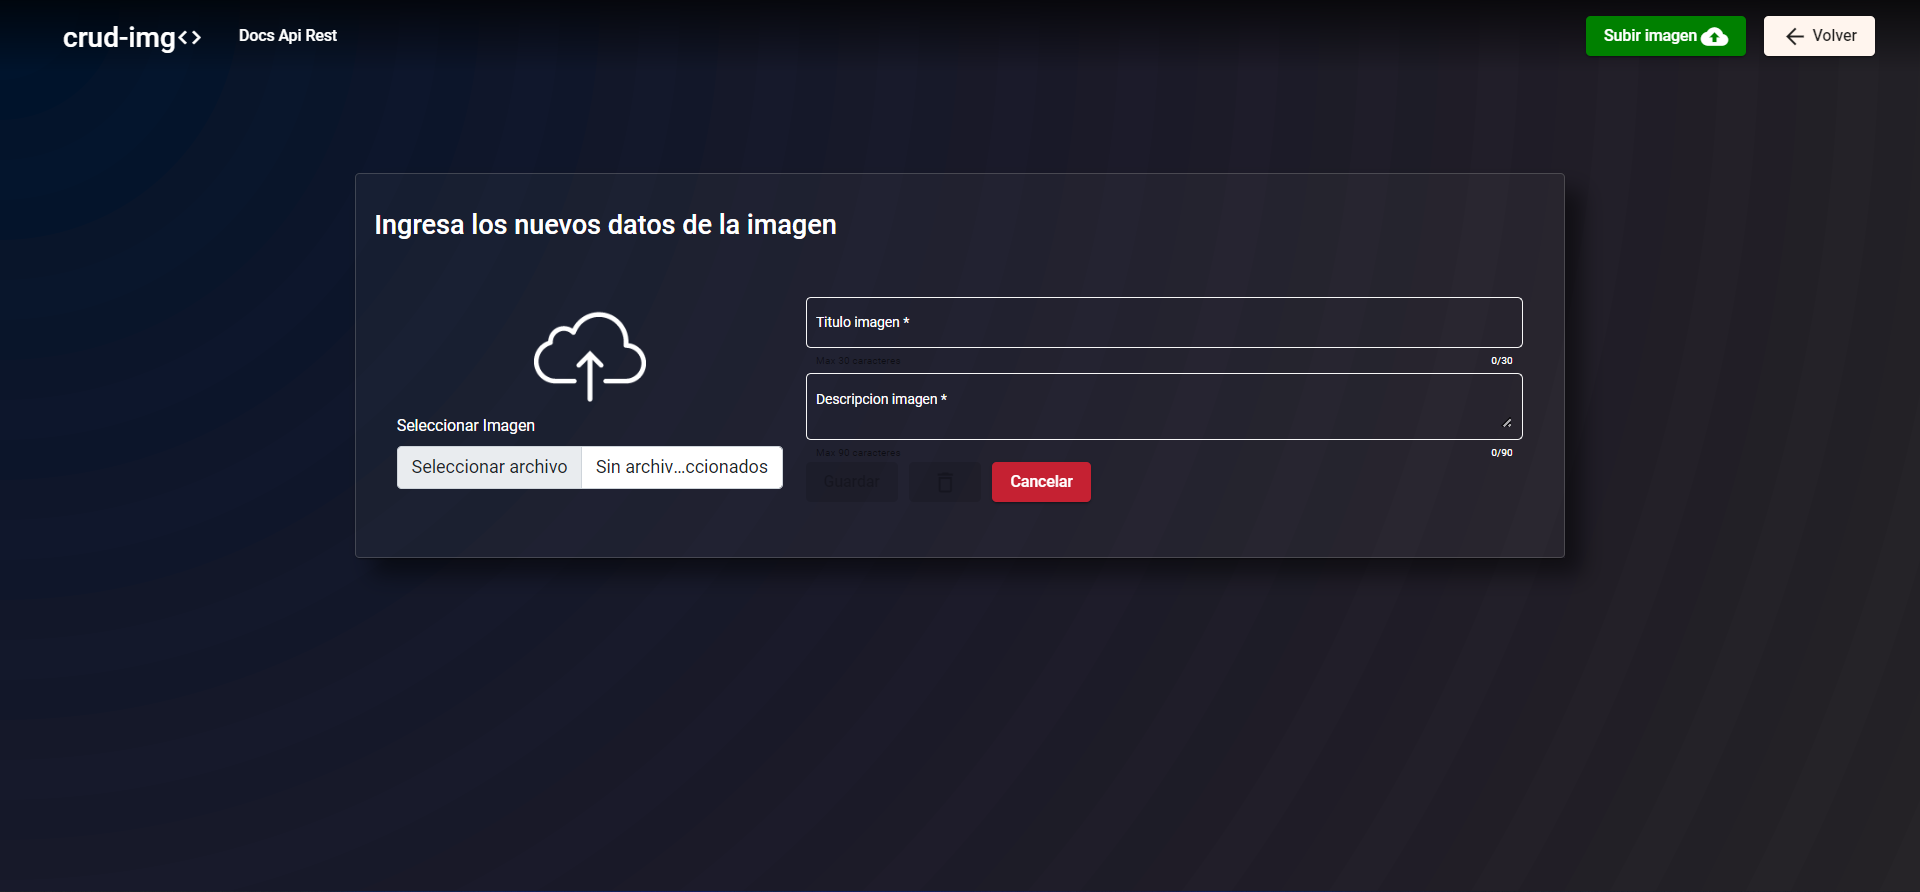 crud-img<>
Docs Api Rest
Subir imagen
Volver
Ingresa los nuevos datos de la imagen
Titulo imagen *
Max 30 caracteres
0/30
Descripcion imagen *
Max 90 caracteres
0/90
Seleccionar Imagen
Seleccionar archivo
Sin archiv...ccionados
Guardar
Cancelar